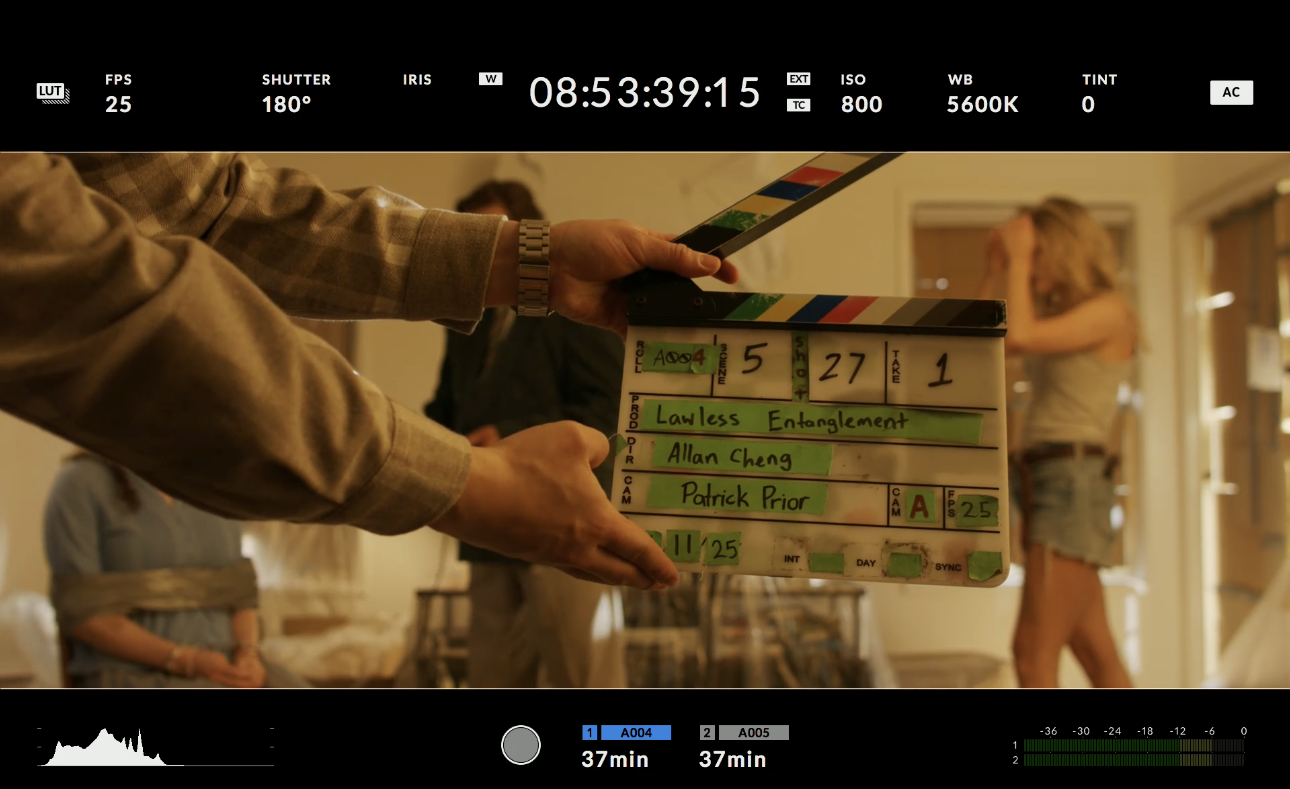 FPS SHUTTER IRIS W 08:53:39:15 EXT ISO WB TINT
LUT 25 180° TC 800 5600K 0 AC
ROLL A004 SCENE 5 Shot 27 TAKE 1
PROD Lawless Entanglement
DIR Allan Cheng
CAM Patrick Prior CAM A FPS 25
11/25 INT DAY SYNC
1 A004 2 A005
37min 37min
-36 -30 -24 -18 -12 -6 0
1
2